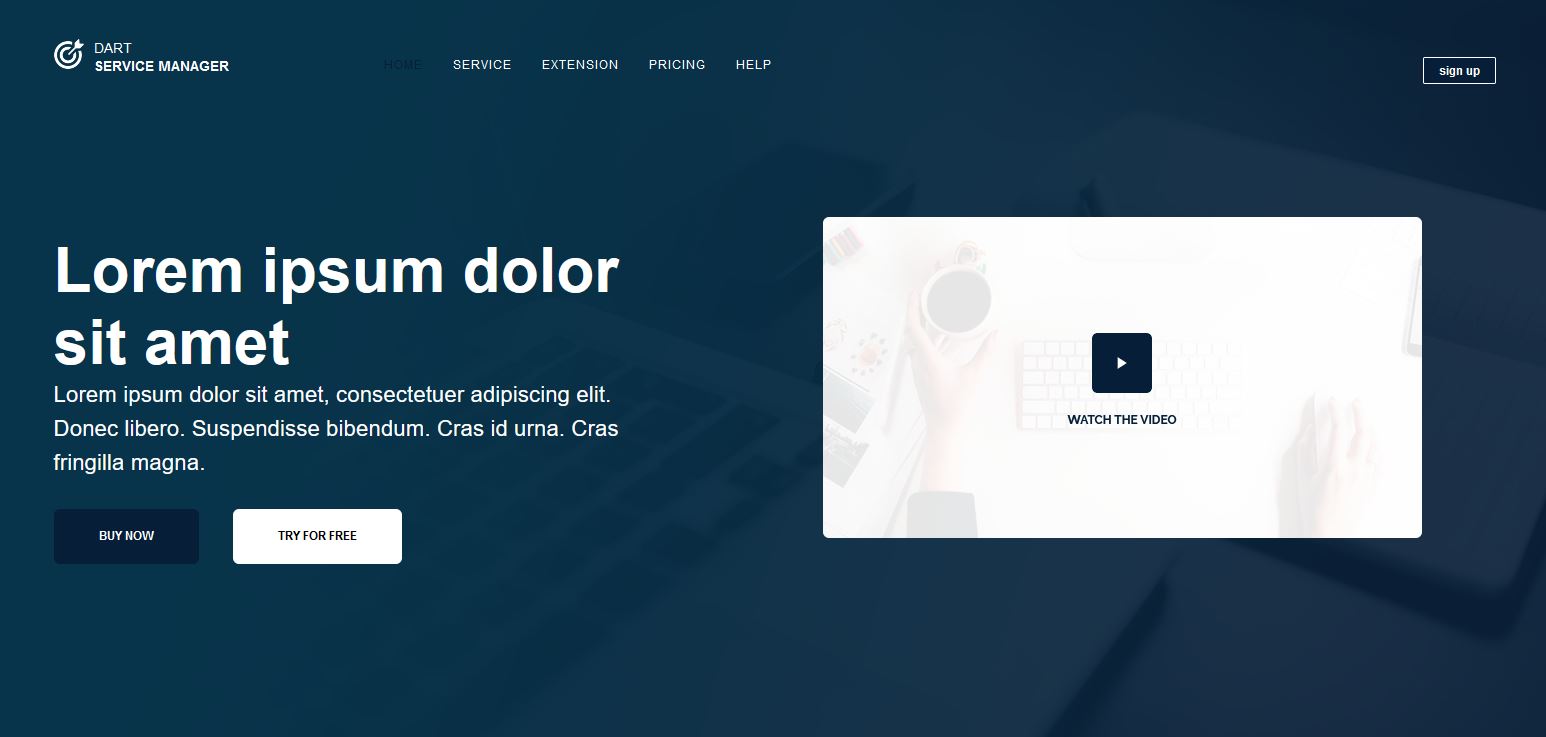 DART
SERVICE MANAGER
HOME SERVICE EXTENSION PRICING HELP
sign up
Lorem ipsum dolor
sit amet
Lorem ipsum dolor sit amet, consectetuer adipiscing elit.
Donec libero. Suspendisse bibendum. Cras id urna. Cras
fringilla magna.
BUY NOW
TRY FOR FREE
WATCH THE VIDEO